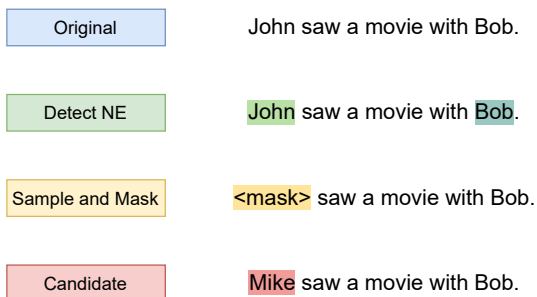 Original John saw a movie with Bob.
Detect NE John saw a movie with Bob.
Sample and Mask <mask> saw a movie with Bob.
Candidate Mike saw a movie with Bob.